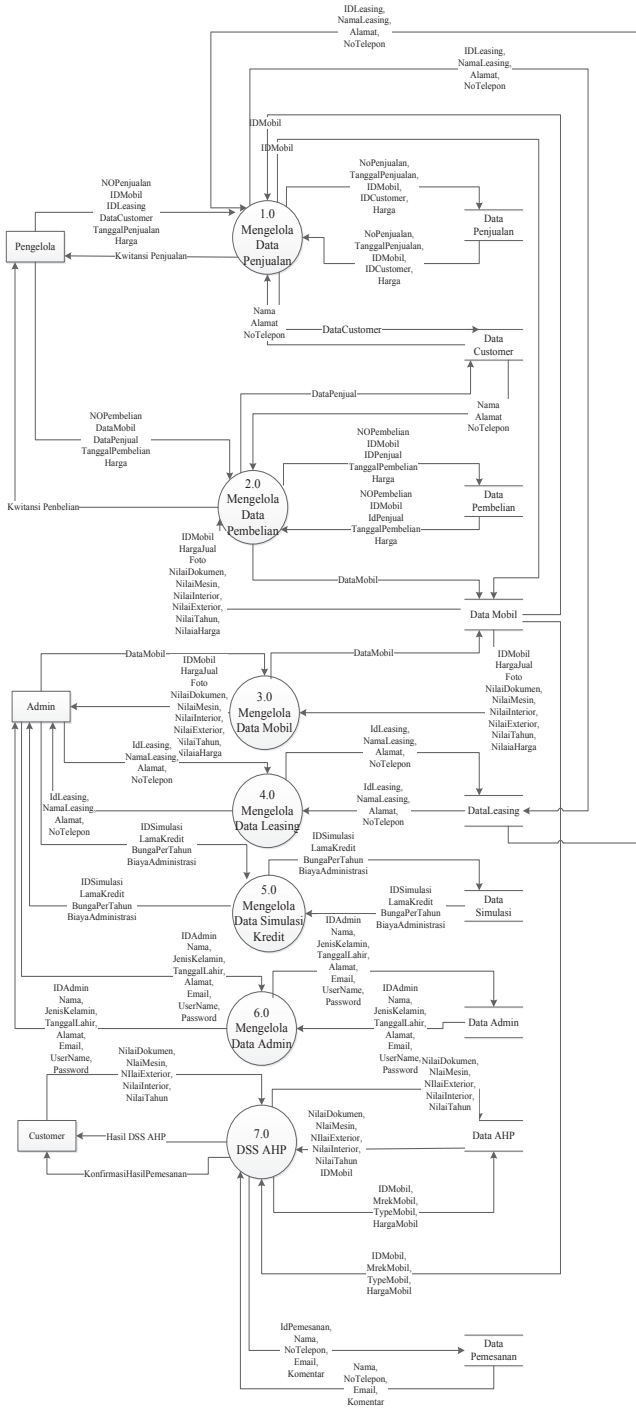 IDLeasing,
NamaLeasing,
Alamat,
NoTelepon
IDLeasing,
NamaLeasing,
Alamat,
NoTelepon
IDMobil
IDMobil
NOPenjualan
IDMobil
IDLeasing
DataCustomer
TanggalPenjualan
Harga
NoPenjualan,
TanggalPenjualan,
IDMobil,
IDCustomer,
Harga
1.0
Mengelola
Data
Penjualan
Data
Penjualan
Pengelola
Kwitansi Penjualan
NoPenjualan,
TanggalPenjualan,
IDMobil,
IDCustomer,
Harga
Nama
Alamat
NoTelepon
DataCustomer
Data
Customer
DataPenjual
Nama
Alamat
NoTelepon
NOPembelian
DataMobil
DataPenjual
TanggalPembelian
Harga
NOPembelian
IDMobil
IDPenjual
TanggalPembelian
Harga
2.0
Mengelola
Data
Pembelian
Data
Pembelian
Kwitansi Penbelian
NOPembelian
IDMobil
IdPenjual
TanggalPembelian
Harga
IDMobil
HargaJual
Foto
NilaiDokumen,
NilaiMesin,
NilaiInterior,
NilaiExterior,
NilaiTahun,
NilaiaHarga
DataMobil
Data Mobil
DataMobil
IDMobil
HargaJual
Foto
NilaiDokumen,
NilaiMesin,
NilaiInterior,
NilaiExterior,
NilaiTahun,
NilaiaHarga
DataMobil
IDMobil
HargaJual
Foto
NilaiDokumen,
NilaiMesin,
NilaiInterior,
NilaiExterior,
NilaiTahun,
NilaiaHarga
Admin
3.0
Mengelola
Data Mobil
IdLeasing,
NamaLeasing,
Alamat,
NoTelepon
IdLeasing,
NamaLeasing,
Alamat,
NoTelepon
IdLeasing,
NamaLeasing,
Alamat,
NoTelepon
4.0
Mengelola
Data Leasing
IdLeasing,
NamaLeasing,
Alamat,
NoTelepon
DataLeasing
IDSimulasi
LamaKredit
BungaPerTahun
BiayaAdministrasi
IDSimulasi
LamaKredit
BungaPerTahun
BiayaAdministrasi
IDSimulasi
LamaKredit
BungaPerTahun
BiayaAdministrasi
5.0
Mengelola
Data Simulasi
Kredit
IDSimulasi
LamaKredit
BungaPerTahun
BiayaAdministrasi
Data
Simulasi
IDAdmin
Nama,
JenisKelamin,
TanggalLahir,
Alamat,
Email,
UserName,
Password
IDAdmin
Nama,
JenisKelamin,
TanggalLahir,
Alamat,
Email,
UserName,
Password
IDAdmin
Nama,
JenisKelamin,
TanggalLahir,
Alamat,
Email,
UserName,
Password
6.0
Mengelola
Data Admin
IDAdmin
Nama,
JenisKelamin,
TanggalLahir,
Alamat,
Email,
UserName,
Password
Data Admin
NilaiDokumen,
NlaiMesin,
NIlaiExterior,
NilaiInterior,
NilaiTahun
NilaiDokumen,
NlaiMesin,
NIlaiExterior,
NilaiInterior,
NilaiTahun
Customer
Hasil DSS AHP
7.0
DSS AHP
NilaiDokumen,
NlaiMesin,
NIlaiExterior,
NilaiInterior,
NilaiTahun
IDMobil
Data AHP
KonfirmasiHasilPemesanan
IDMobil,
MrekMobil,
TypeMobil,
HargaMobil
IDMobil,
MrekMobil,
TypeMobil,
HargaMobil
IdPemesanan,
Nama,
NoTelepon,
Email,
Komentar
Data
Pemesanan
Nama,
NoTelepon,
Email,
Komentar